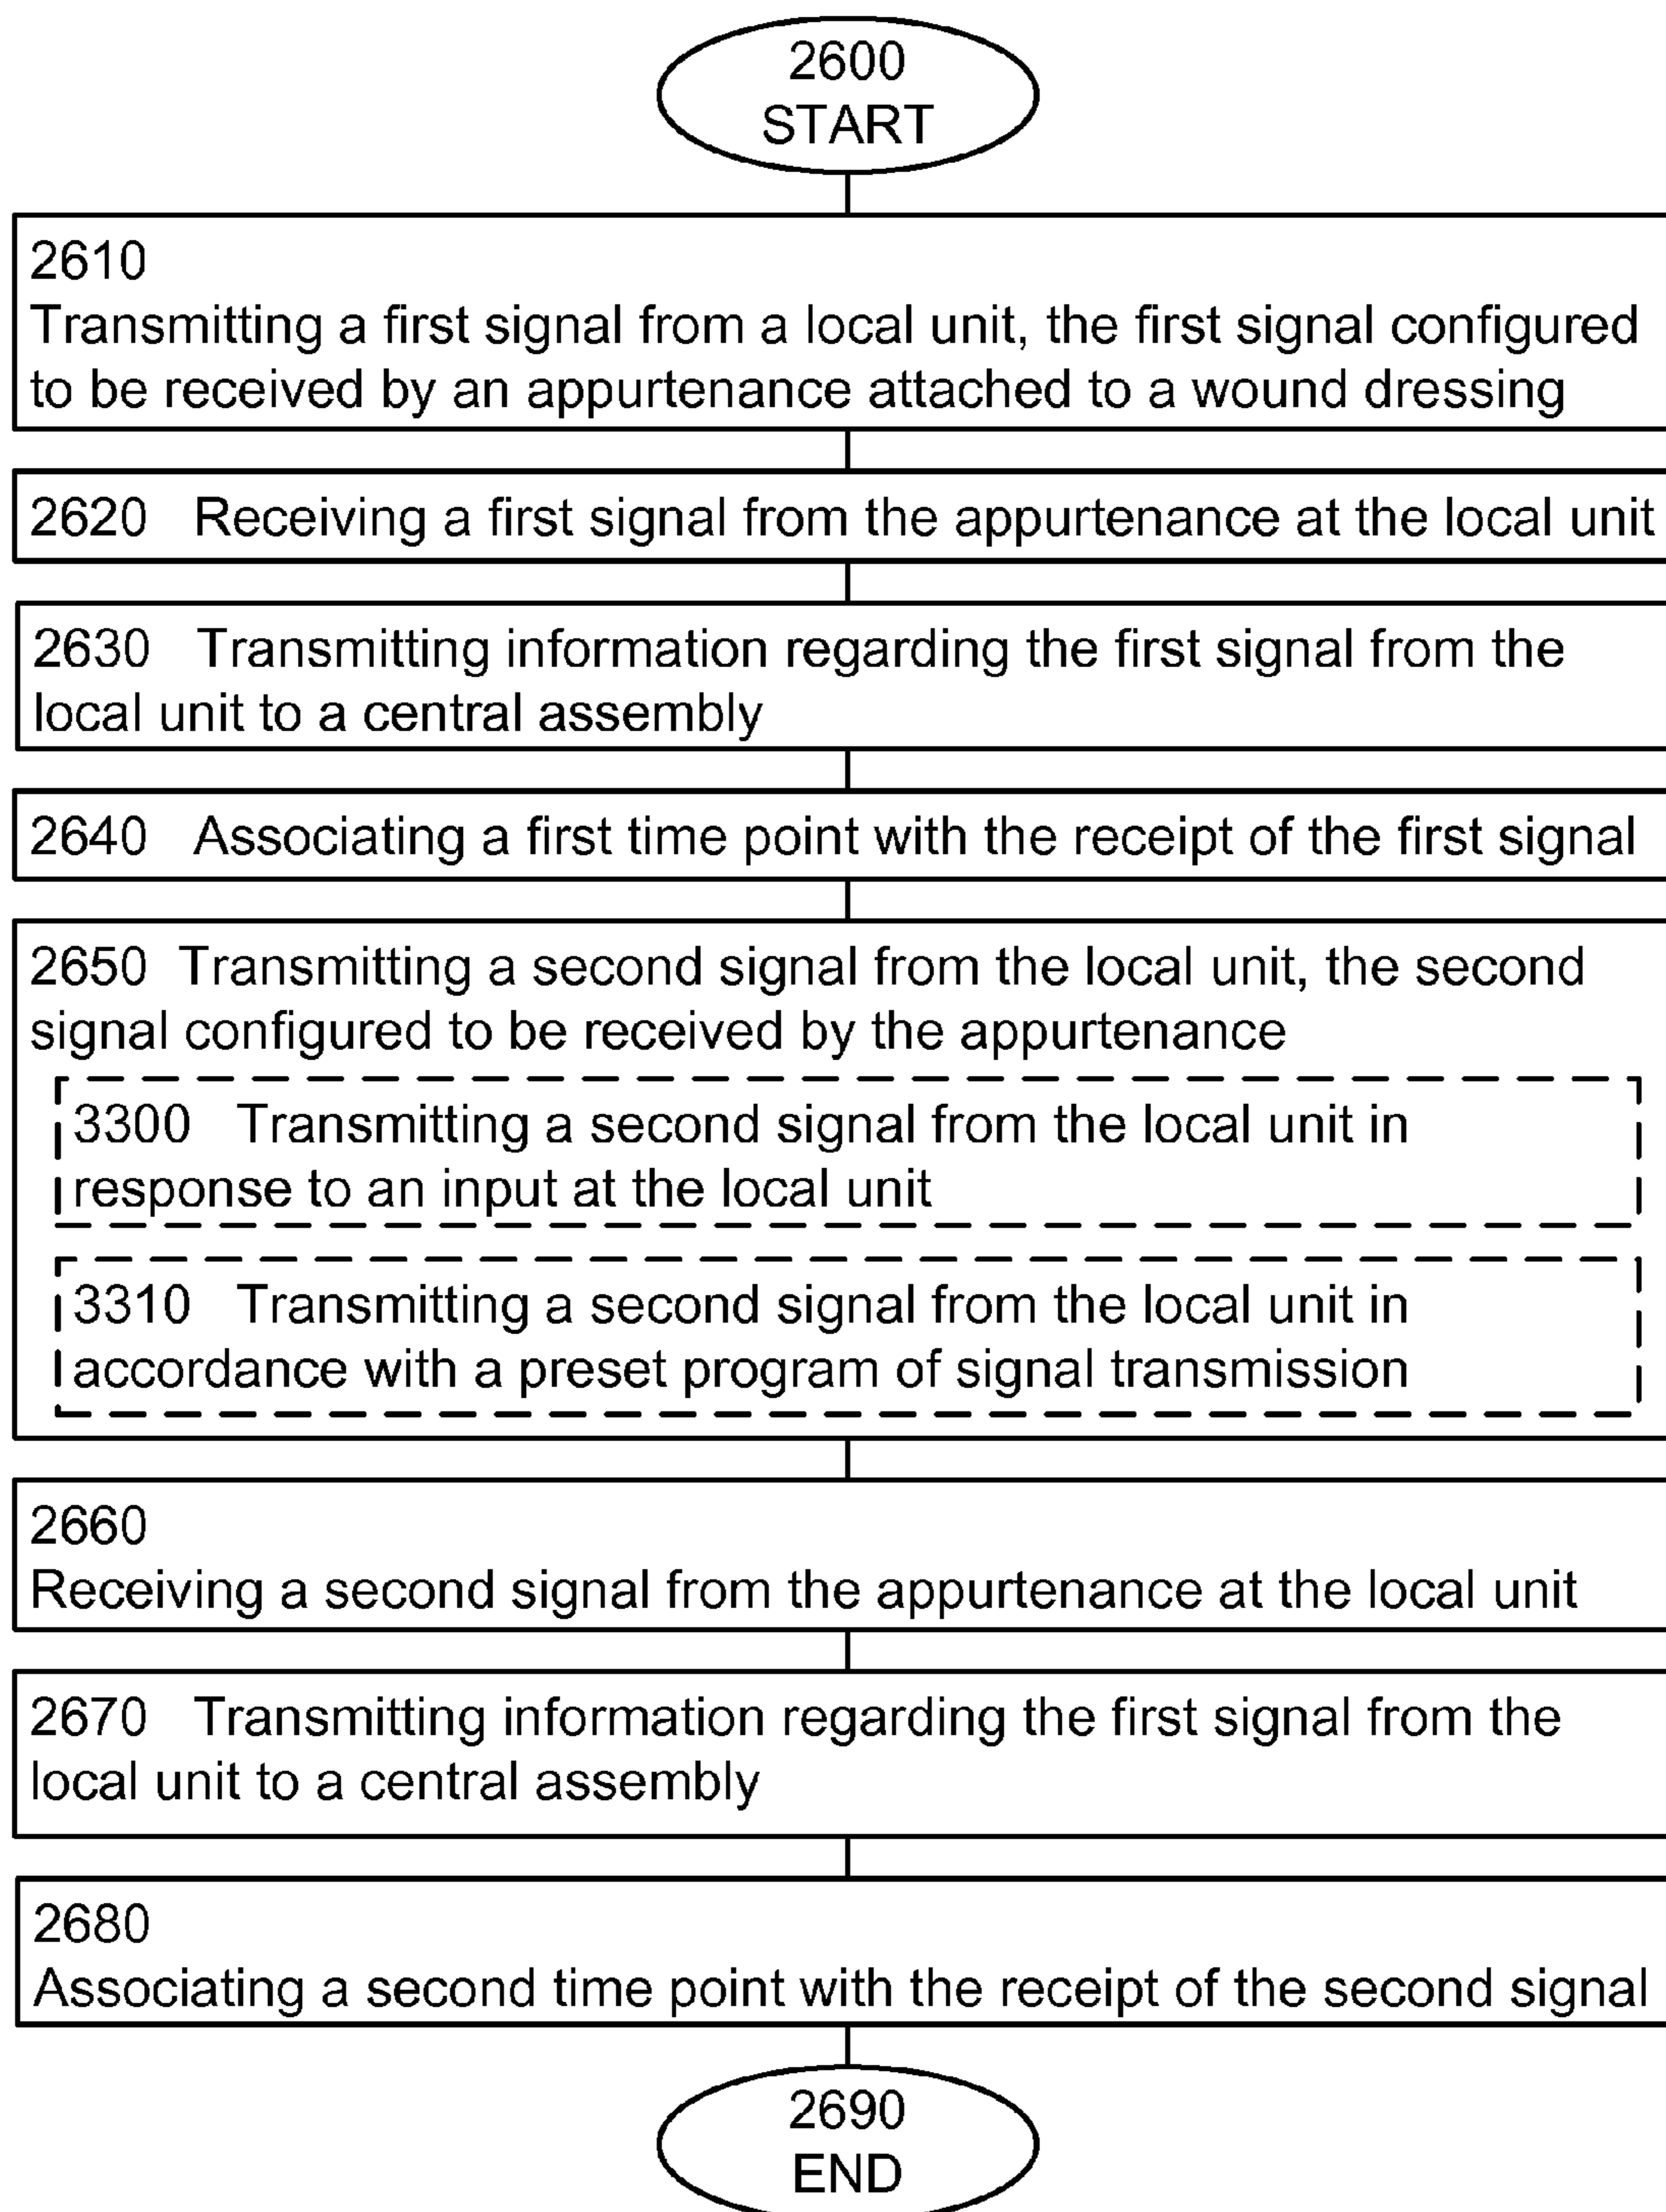 2600
START
2610
Transmitting a first signal from a local unit, the first signal configured
to be received by an appurtenance attached to a wound dressing
2620 Receiving a first signal from the appurtenance at the local unit
2630 Transmitting information regarding the first signal from the
local unit to a central assembly
2640 Associating a first time point with the receipt of the first signal
2650 Transmitting a second signal from the local unit, the second
signal configured to be received by the appurtenance
3300 Transmitting a second signal from the local unit in
response to an input at the local unit
3310 Transmitting a second signal from the local unit in
accordance with a preset program of signal transmission
2660
Receiving a second signal from the appurtenance at the local unit
2670 Transmitting information regarding the first signal from the
local unit to a central assembly
2680
Associating a second time point with the receipt of the second signal
2690
END